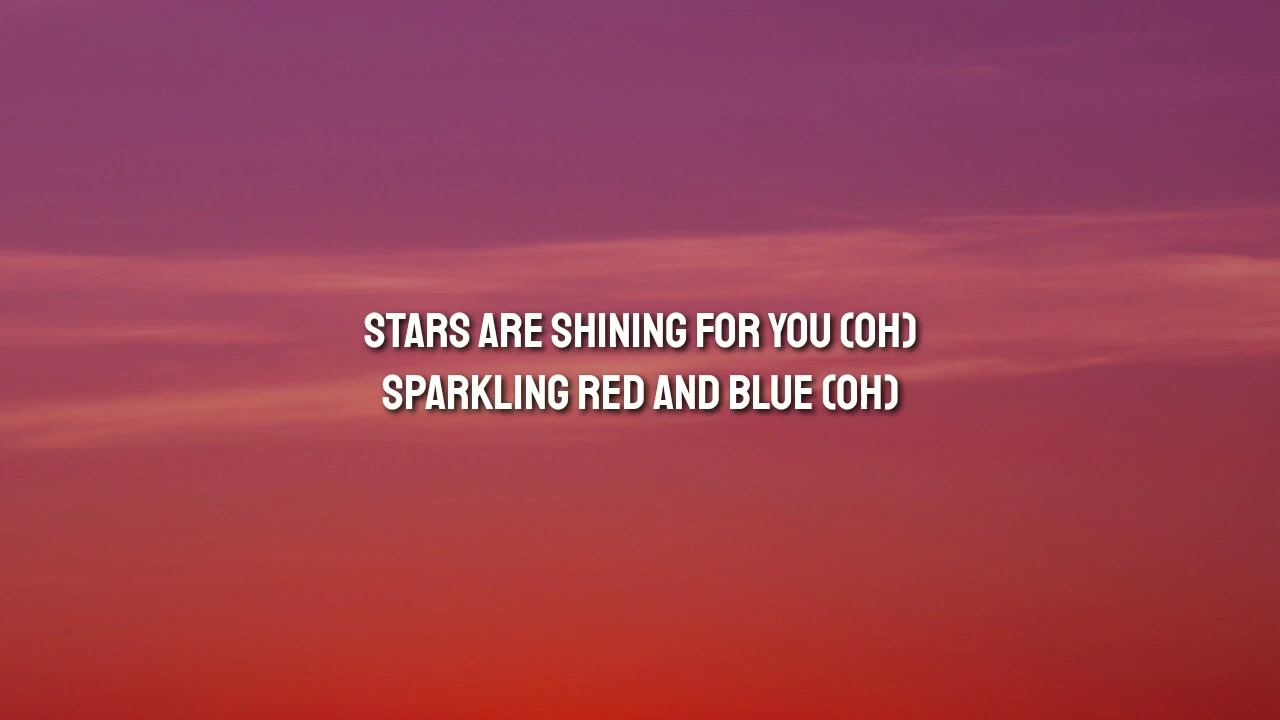 STARS ARE SHINING FOR YOU (OH)
SPARKLING RED AND BLUE (OH)